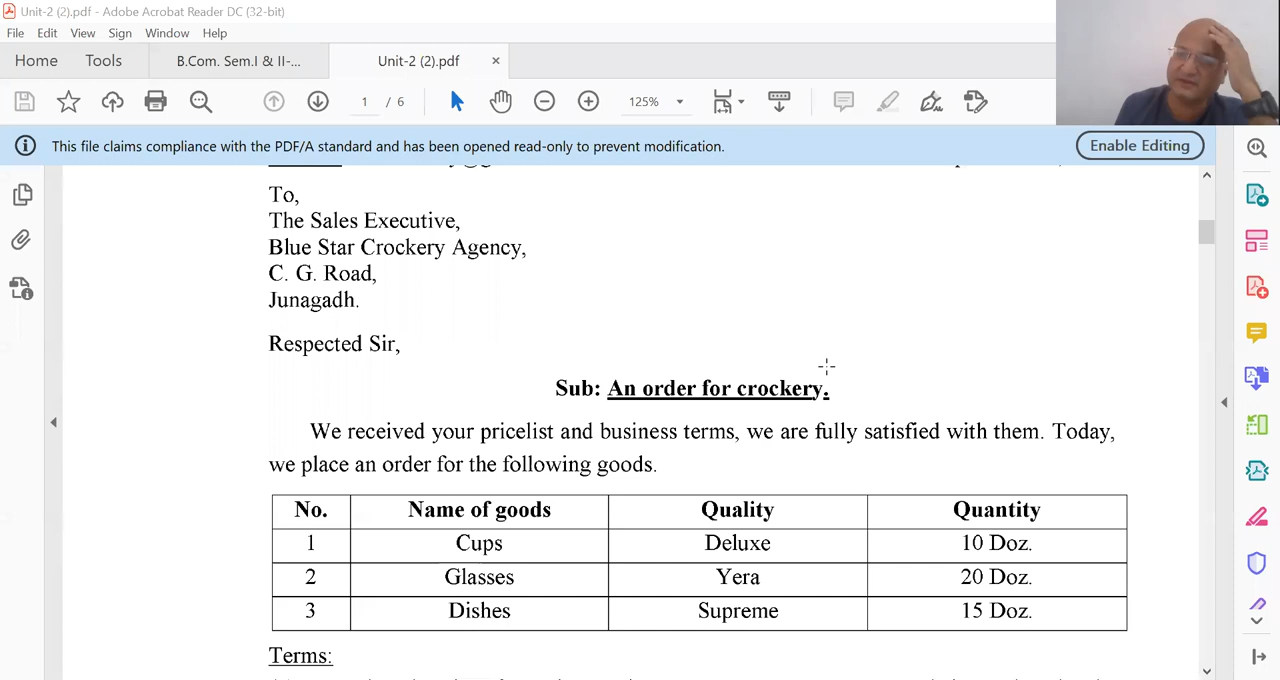 Unit-2 (2).pdf - Adobe Acrobat Reader DC (32-bit)
File Edit View Sign Window Help
Home Tools B.Com. Sem.I & II-... Unit-2 (2).pdf ×
1 / 6 125%
This file claims compliance with the PDF/A standard and has been opened read-only to prevent modification. Enable Editing
To,
The Sales Executive,
Blue Star Crockery Agency,
C. G. Road,
Junagadh.
Respected Sir,
Sub: An order for crockery.
We received your pricelist and business terms, we are fully satisfied with them. Today,
we place an order for the following goods.
No. Name of goods Quality Quantity
1 Cups Deluxe 10 Doz.
2 Glasses Yera 20 Doz.
3 Dishes Supreme 15 Doz.
Terms: